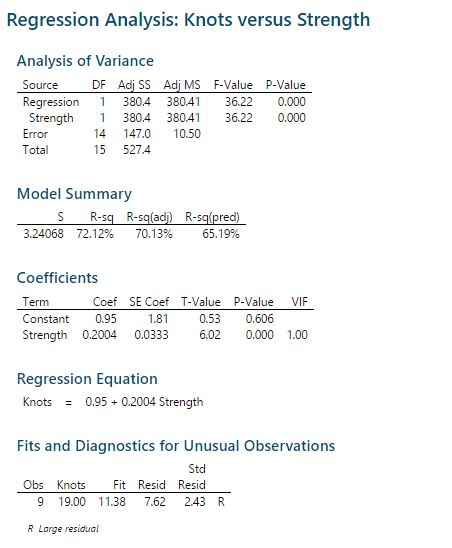 Regression Analysis: Knots versus Strength
Analysis of Variance
Source DF Adj SS Adj MS F-Value P-Value
Regression 1 380.4 380.41 36.22 0.000
Strength 1 380.4 380.41 36.22 0.000
Error 14 147.0 10.50
Total 15 527.4
Model Summary
S R-sq R-sq(adj) R-sq(pred)
3.24068 72.12% 70.13% 65.19%
Coefficients
Term Coef SE Coef T-Value P-Value VIF
Constant 0.95 1.81 0.53 0.606
Strength 0.2004 0.0333 6.02 0.000 1.00
Regression Equation
Knots = 0.95 + 0.2004 Strength
Fits and Diagnostics for Unusual Observations
Std
Obs Knots Fit Resid Resid
9 19.00 11.38 7.62 2.43 R
R Large residual